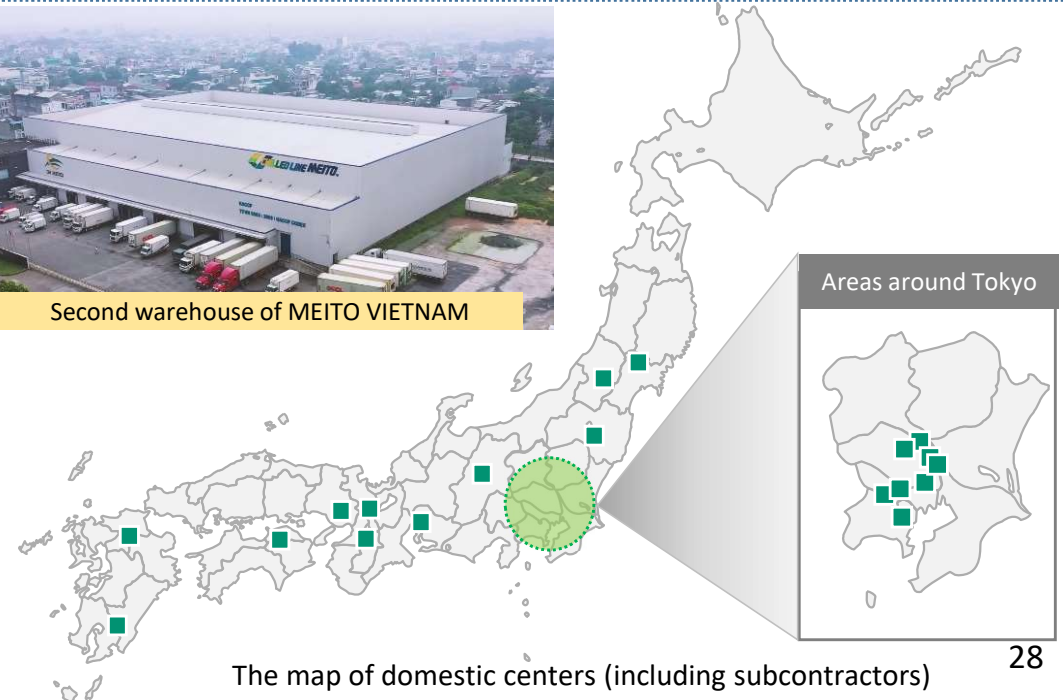 MEITO.
Second warehouse of MEITO VIETNAM
Areas around Tokyo
The map of domestic centers (including subcontractors)
28